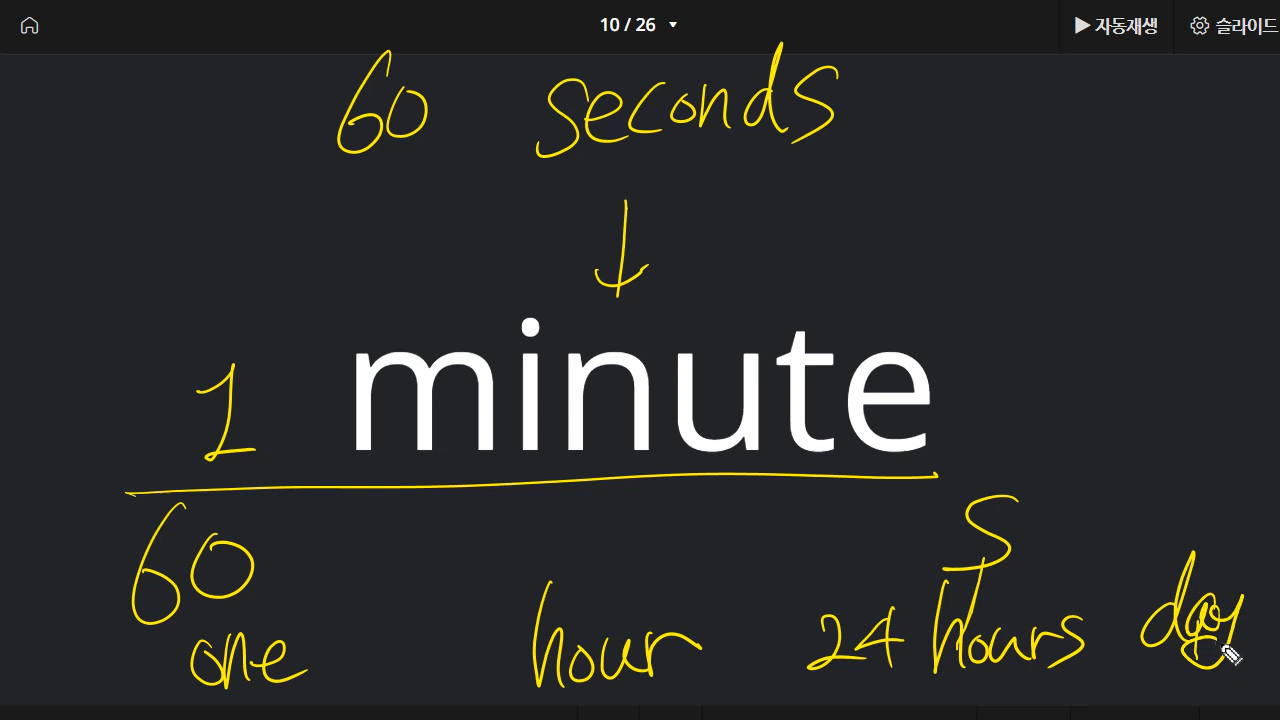 10 / 26 ▼ ▶ 자동재생 슬라이드
60 seconds
↓
1 minute
60 s
one hour 24 hours day